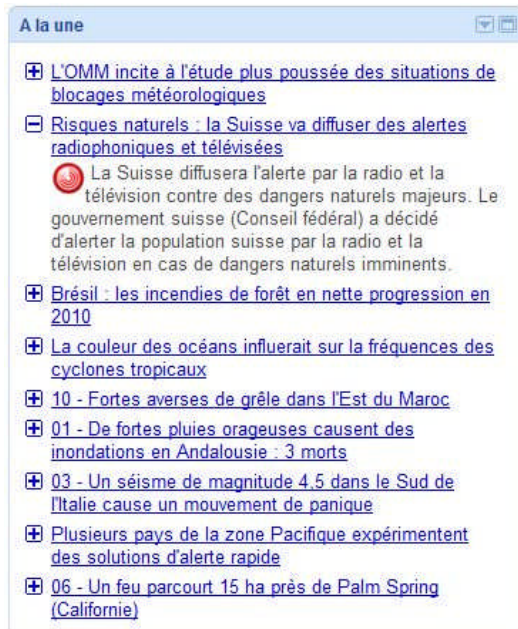 A la une
L'OMM incite à l'étude plus poussée des situations de
blocages météorologiques
Risques naturels : la Suisse va diffuser des alertes
radiophoniques et télévisées
La Suisse diffusera l'alerte par la radio et la
télévision contre des dangers naturels majeurs. Le
gouvernement suisse (Conseil fédéral) a décidé
d'alerter la population suisse par la radio et la
télévision en cas de dangers naturels imminents.
Brésil : les incendies de forêt en nette progression en
2010
La couleur des océans influerait sur la fréquences des
cyclones tropicaux
10 - Fortes averses de grêle dans l'Est du Maroc
01 - De fortes pluies orageuses causent des
inondations en Andalousie : 3 morts
03 - Un séisme de magnitude 4,5 dans le Sud de
l'Italie cause un mouvement de panique
Plusieurs pays de la zone Pacifique expérimentent
des solutions d'alerte rapide
06 - Un feu parcourt 15 ha près de Palm Spring
(Californie)